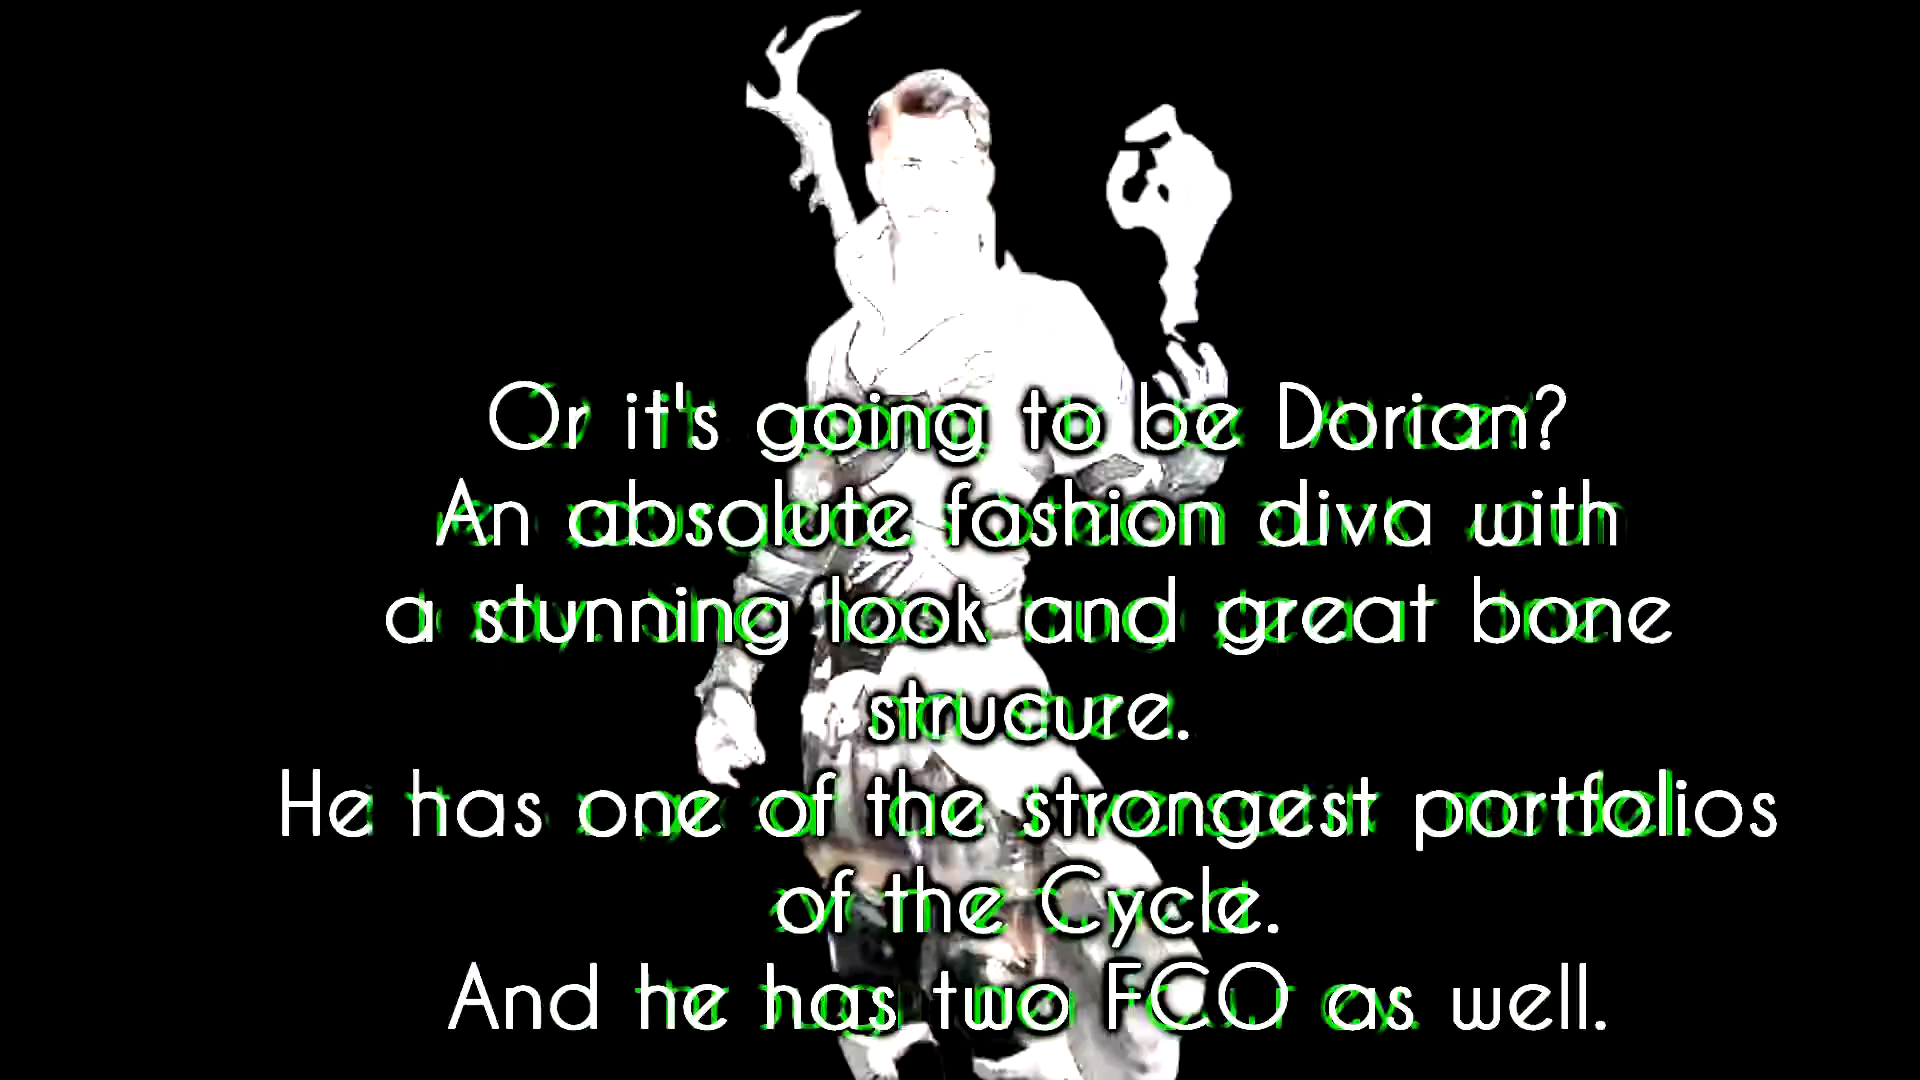 Or it's going to be Dorian?
An absolute fashion diva with
a stunning look and great bone
strucure.
He has one of the strongest portfolios
of the Cycle.
And he has two FCO as well.